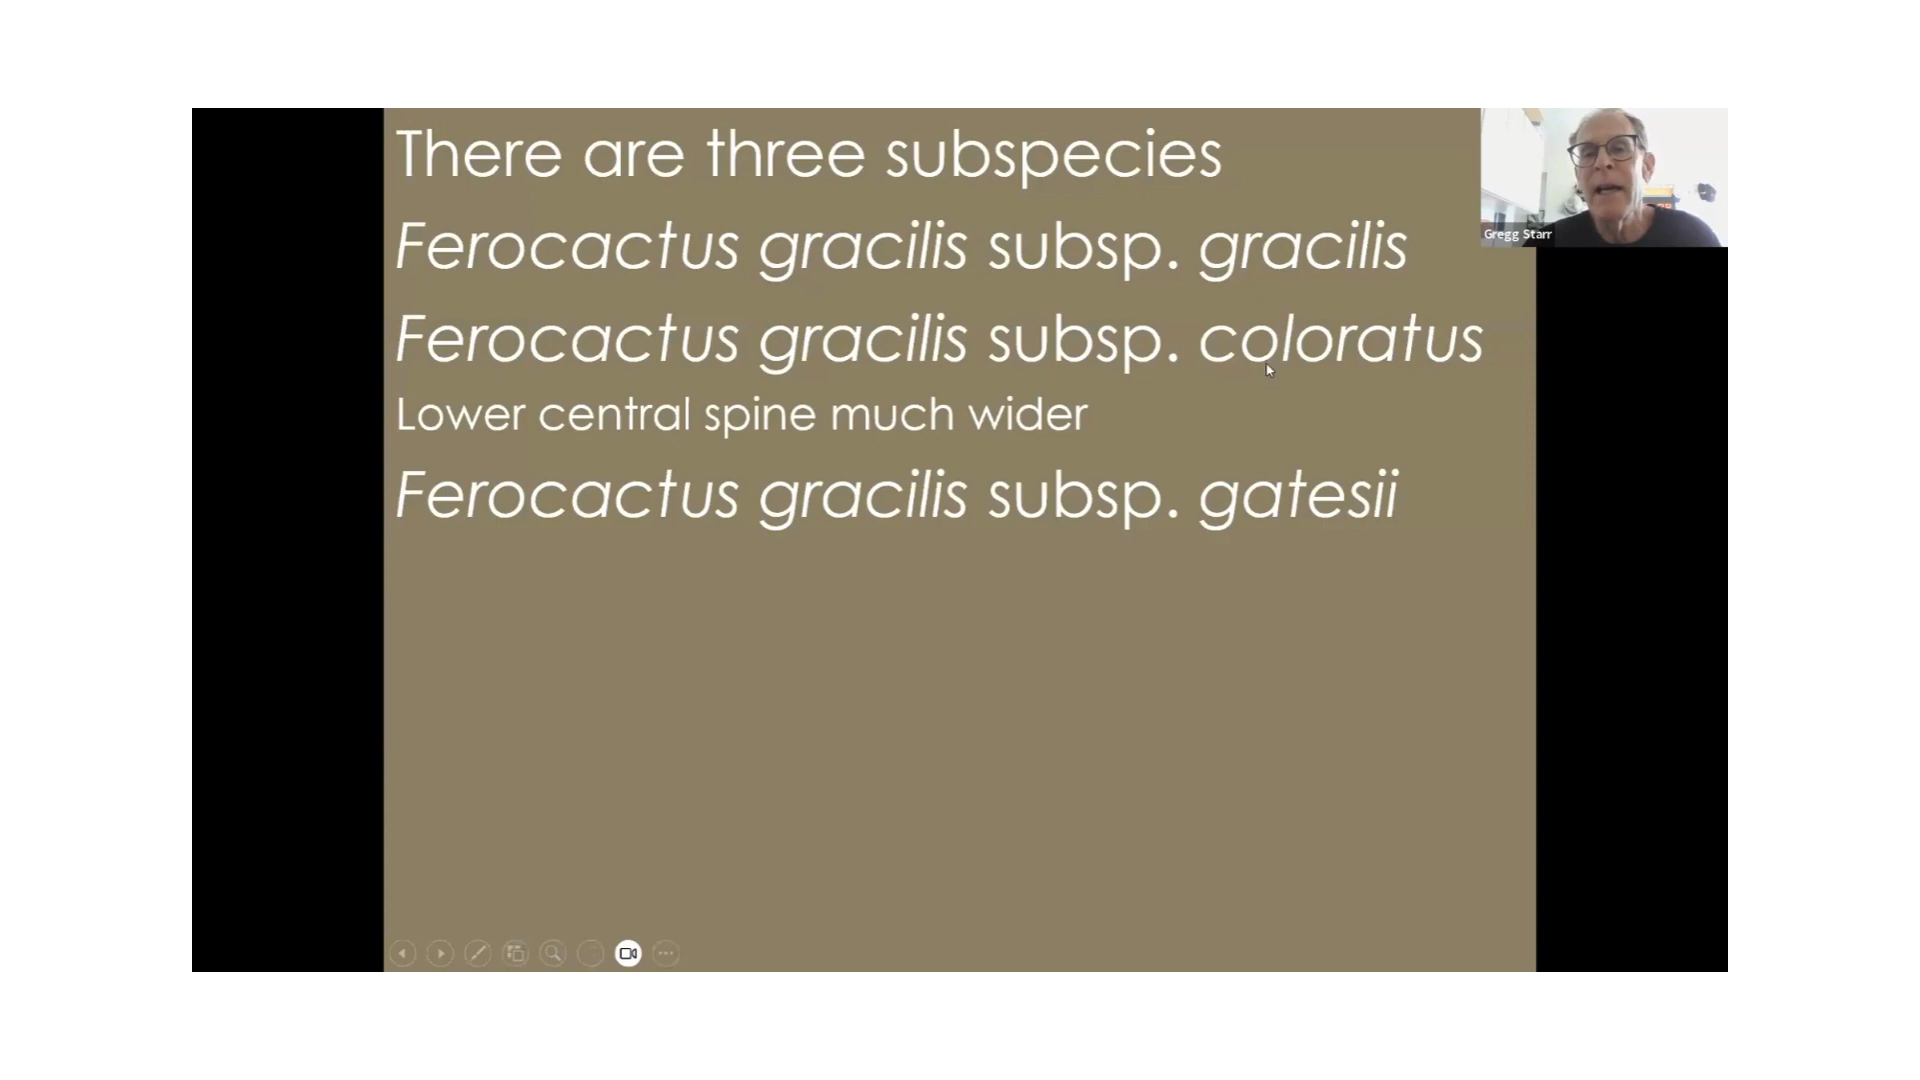 There are three subspecies
Ferocactus gracilis subsp. gracilis
Ferocactus gracilis subsp. coloratus
Lower central spine much wider
Ferocactus gracilis subsp. gatesii
Gregg Starr